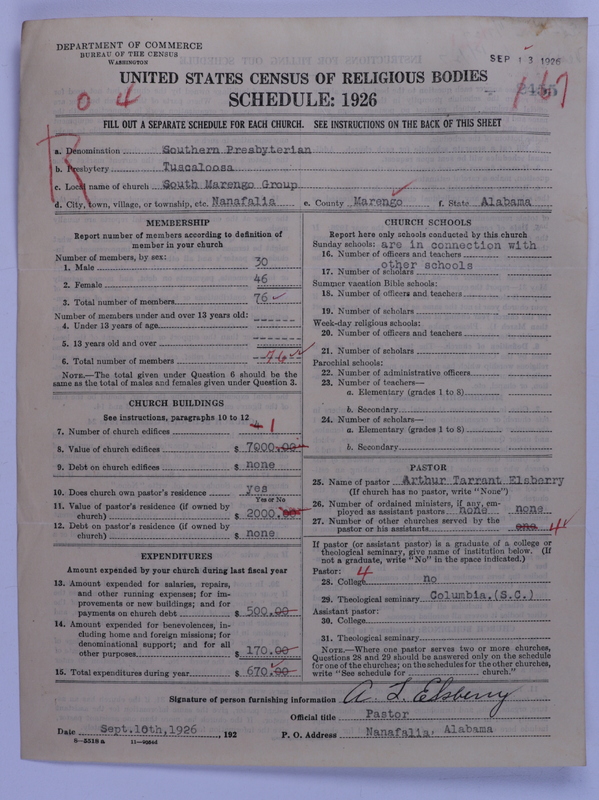 DEPARTMENT OF COMMERCE
BUREAU OF THE CENSUS
WASHINGTON
SEP 13 1926
UNITED STATES CENSUS OF RELIGIOUS BODIES
SCHEDULE: 1926
0 4
167
FILL OUT A SEPARATE SCHEDULE FOR EACH CHURCH. SEE INSTRUCTIONS ON THE BACK OF THIS SHEET
R
a. Denomination Southern Presbyterian
b. Presbytery Tuscaloosa
c. Local name of church South Marengo Group
d. City, town, village, or township, etc. Nanafalia e. County Marengo f. State Alabama
MEMBERSHIP
Report number of members according to definition of member in your church
Number of members, by sex:
1. Male 30
2. Female 46
3. Total number of members 76
Number of members under and over 13 years old:
4. Under 13 years of age
5. 13 years old and over
6. Total number of members 76
NOTE.—The total given under Question 6 should be the
same as the total of males and females given under Question 3.
CHURCH BUILDINGS
See instructions, paragraphs 10 to 12
7. Number of church edifices 1
8. Value of church edifices $ 7000.00
9. Debt on church edifices $ none
10. Does church own pastor's residence yes
Yes or No
11. Value of pastor's residence (if owned by
church) $ 2000.00
12. Debt on pastor's residence (if owned by
church) $ none
EXPENDITURES
Amount expended by your church during last fiscal year
13. Amount expended for salaries, repairs,
and other running expenses; for im-
provements or new buildings; and for
payments on church debt $ 500.00
14. Amount expended for benevolences, in-
cluding home and foreign missions; for
denominational support; and for all
other purposes $ 170.00
15. Total expenditures during year $ 670.00
CHURCH SCHOOLS
Report here only schools conducted by this church
Sunday schools: are in connection with
16. Number of officers and teachers
other schools
17. Number of scholars
Summer vacation Bible schools:
18. Number of officers and teachers
19. Number of scholars
Week-day religious schools:
20. Number of officers and teachers
21. Number of scholars
Parochial schools:
22. Number of administrative officers
23. Number of teachers—
a. Elementary (grades 1 to 8)
b. Secondary
24. Number of scholars—
a. Elementary (grades 1 to 8)
b. Secondary
PASTOR
25. Name of pastor Arthur Tarrant Elsberry
(If church has no pastor, write "None")
26. Number of ordained ministers, if any, em-
ployed as assistant pastors none none
27. Number of other churches served by the
pastor or his assistants one 4
If pastor (or assistant pastor) is a graduate of a college or
theological seminary, give name of institution below. (If
not a graduate, write "No" in the space indicated.)
Pastor: 4
28. College no
29. Theological seminary Columbia.(S.C.)
Assistant pastor:
30. College
31. Theological seminary
NOTE.—Where one pastor serves two or more churches,
Questions 28 and 29 should be answered only on the schedule
for one of the churches; on the schedules for the other churches,
write "See schedule for church."
Signature of person furnishing information A. T. Elsberry
Official title Pastor
Date Sept.10th,1926, 192 P. O. Address Nanafalia, Alabama
8—5518 a